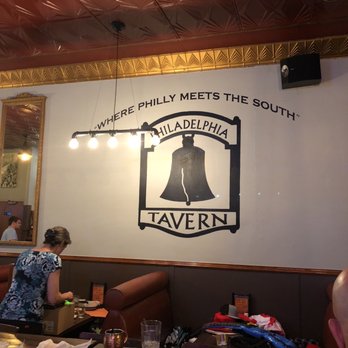 "WHERE PHILLY MEETS THE SOUTH"
PHILADELPHIA
TAVERN